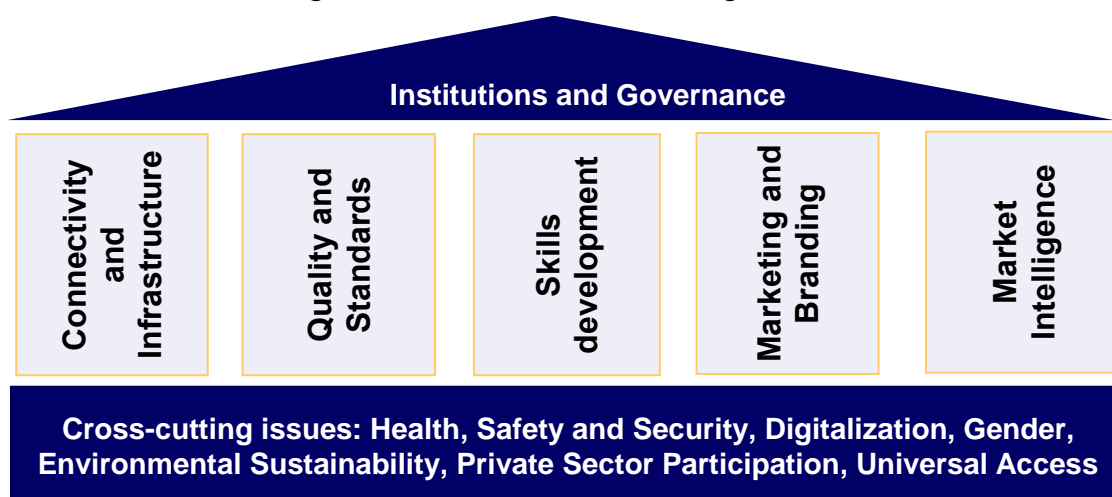 Institutions and Governance
Connectivity
and
Infrastructure
Quality and
Standards
Skills
development
Marketing and
Branding
Market
Intelligence
Cross-cutting issues: Health, Safety and Security, Digitalization, Gender,
Environmental Sustainability, Private Sector Participation, Universal Access